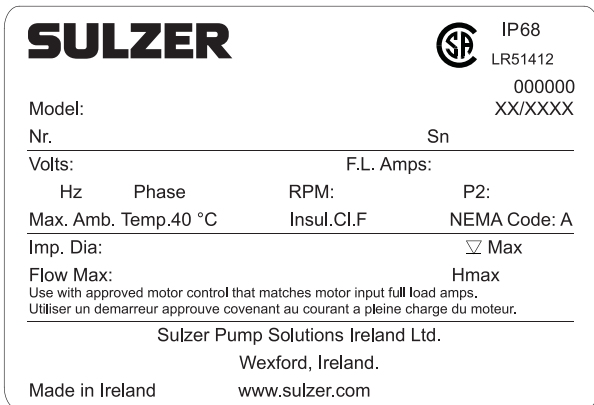 SULZER
IP68
LR51412
000000
Model: XX/XXXX
Nr. Sn
Volts: F.L. Amps:
Hz Phase RPM: P2:
Max. Amb. Temp.40 °C Insul.Cl.F NEMA Code: A
Imp. Dia: Max
Flow Max: Hmax
Use with approved motor control that matches motor input full load amps.
Utiliser un demarreur approuve covenant au courant a pleine charge du moteur.
Sulzer Pump Solutions Ireland Ltd.
Wexford, Ireland.
Made in Ireland www.sulzer.com